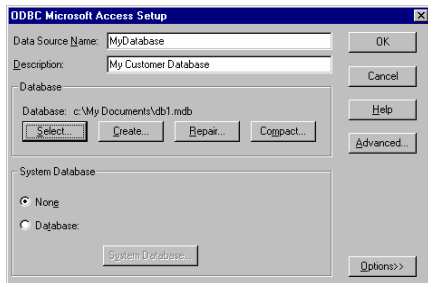 ODBC Microsoft Access Setup
Data Source Name: MyDatabase
Description: My Customer Database
OK
Cancel
Help
Advanced...
Options>>
Database
Database: c:\My Documents\db1.mdb
Select... Create... Repair... Compact...
System Database
None
Database:
System Database...